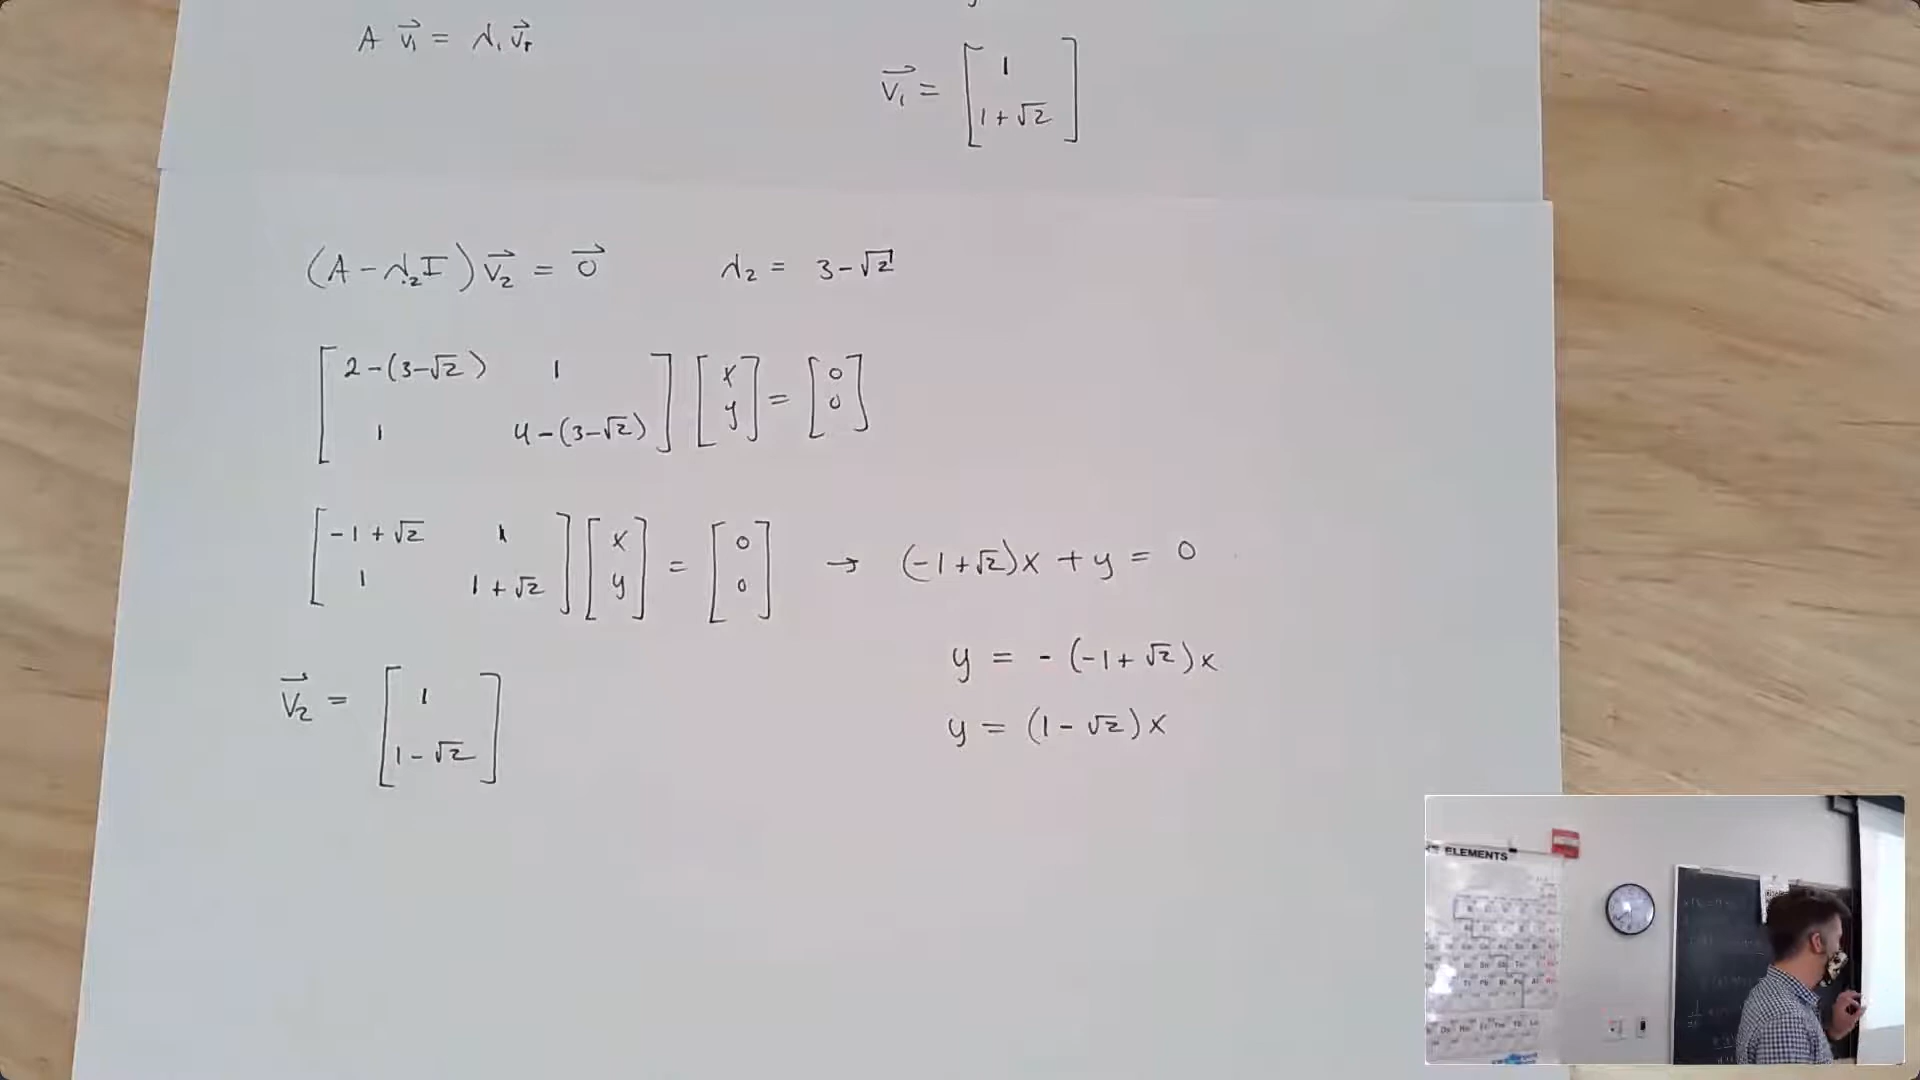 A v⃗₁ = λ₁ v⃗₁
v⃗₁ = [ 1
1+√2 ]
(A - λ₂I) v⃗₂ = 0⃗ λ₂ = 3-√2
[ 2-(3-√2) 1
1 4-(3-√2) ] [ x y ] = [ 0 0 ]
[ -1+√2 1
1 1+√2 ] [ x y ] = [ 0 0 ] → (-1+√2)x + y = 0
y = -(-1+√2)x
v⃗₂ = [ 1
1-√2 ]
y = (1-√2)x
ELEMENTS